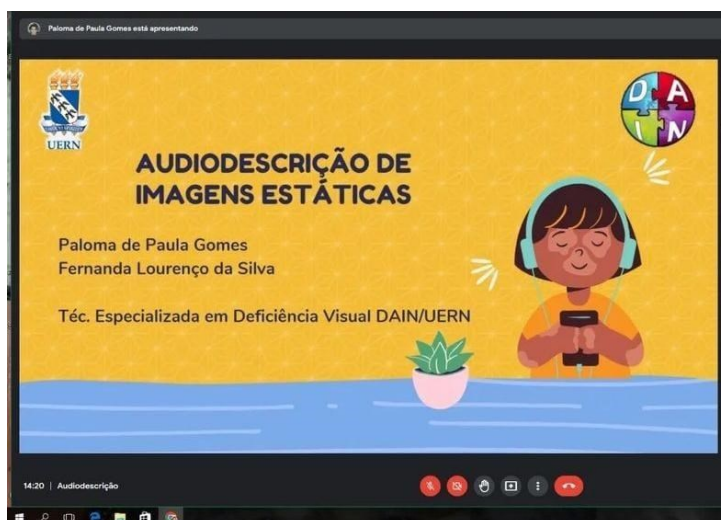 Paloma de Paula Gomes está apresentando
UERN
D A
I N
AUDIODESCRIÇÃO DE
IMAGENS ESTÁTICAS
Paloma de Paula Gomes
Fernanda Lourenço da Silva
Téc. Especializada em Deficiência Visual DAIN/UERN
14:20 | Audiodescrição